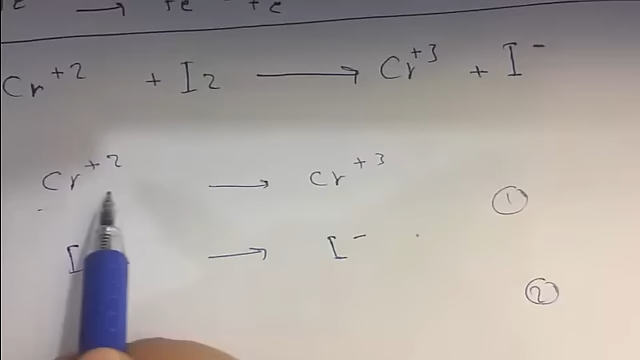 → +e +e
Cr⁺² + I₂ → Cr⁺³ + I⁻
Cr⁺² → Cr⁺³ ①
I → I⁻
②